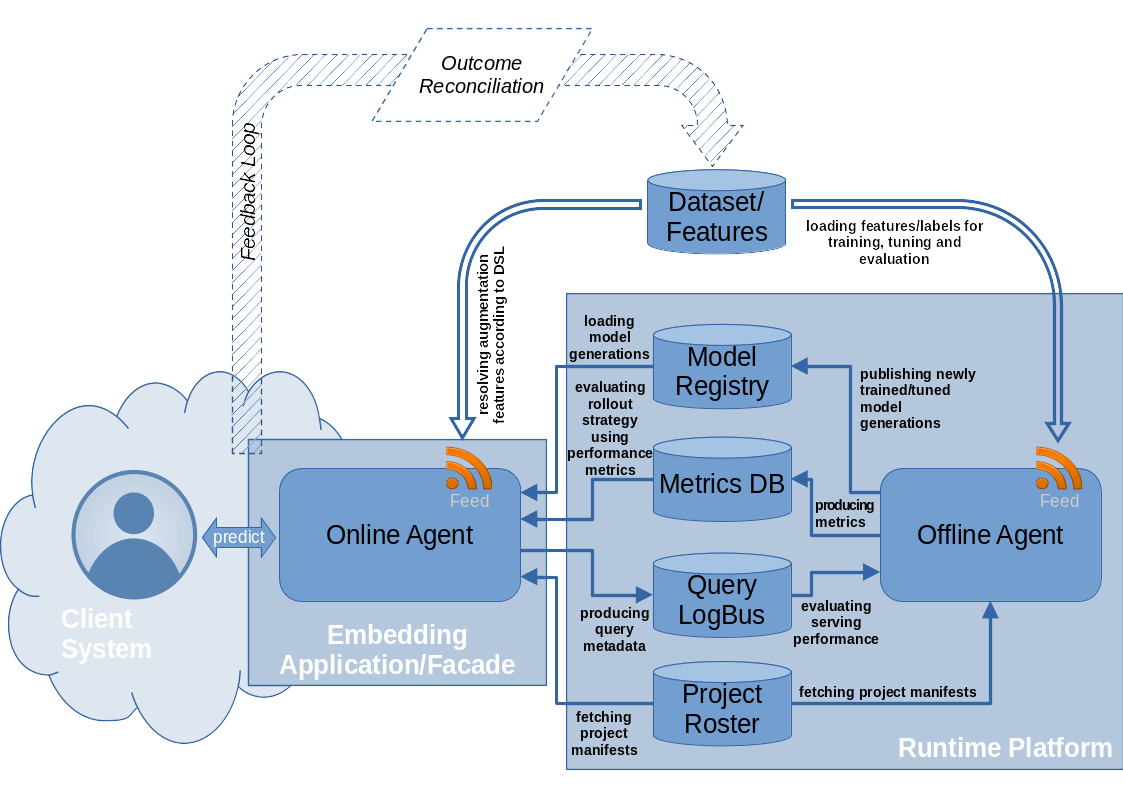 Outcome
Reconciliation
Feedback Loop
Dataset/
Features
loading features/labels for
training, tuning and
evaluation
resolving augmentation
features according to DSL
loading
model
generations
Model
Registry
publishing newly
trained/tuned
model
generations
evaluating
rollout
strategy
using
performance
metrics
Metrics DB
producing
metrics
Feed
Online Agent
Feed
Offline Agent
predict
Client
System
Embedding
Application/Facade
producing
query
metadata
Query
LogBus
evaluating
serving
performance
fetching
project
manifests
Project
Roster
fetching project manifests
Runtime Platform